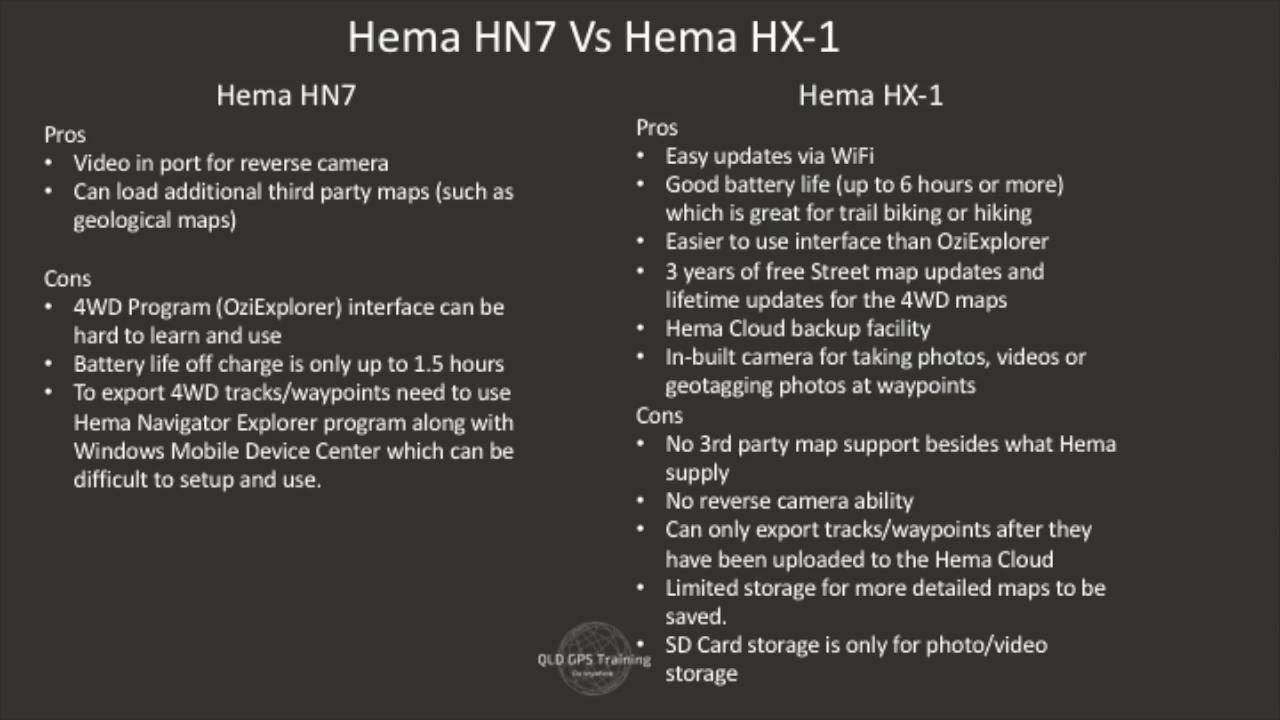 Hema HN7 Vs Hema HX-1
Hema HN7
Pros
• Video in port for reverse camera
• Can load additional third party maps (such as
geological maps)
Cons
• 4WD Program (OziExplorer) interface can be
hard to learn and use
• Battery life off charge is only up to 1.5 hours
• To export 4WD tracks/waypoints need to use
Hema Navigator Explorer program along with
Windows Mobile Device Center which can be
difficult to setup and use.
Hema HX-1
Pros
• Easy updates via WiFi
• Good battery life (up to 6 hours or more)
which is great for trail biking or hiking
• Easier to use interface than OziExplorer
• 3 years of free Street map updates and
lifetime updates for the 4WD maps
• Hema Cloud backup facility
• In-built camera for taking photos, videos or
geotagging photos at waypoints
Cons
• No 3rd party map support besides what Hema
supply
• No reverse camera ability
• Can only export tracks/waypoints after they
have been uploaded to the Hema Cloud
• Limited storage for more detailed maps to be
saved.
• SD Card storage is only for photo/video
storage
QLD GPS Training
Go Anywhere